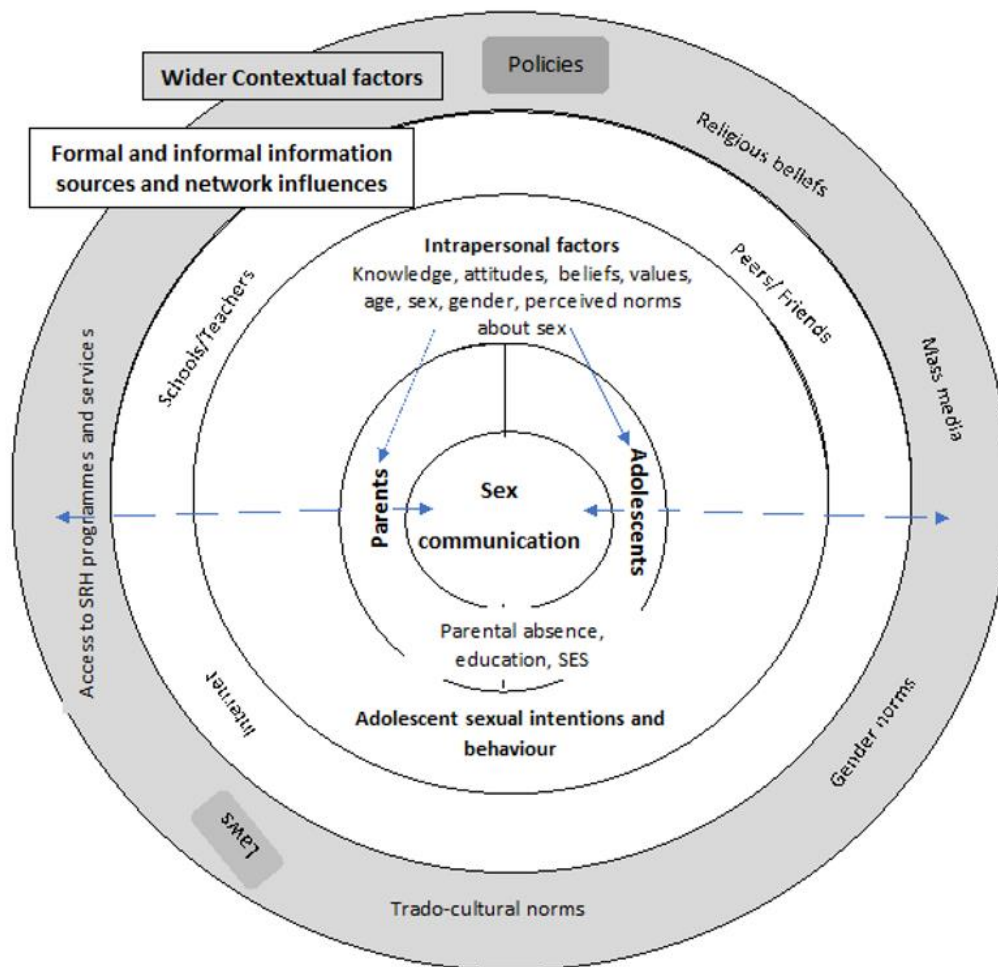 Policies
Wider Contextual factors
Religious beliefs
Formal and informal information
sources and network influences
Intrapersonal factors
Knowledge, attitudes, beliefs, values,
age, sex, gender, perceived norms
about sex
Peers/ Friends
Schools/Teachers
Mass media
Access to SRH programmes and services
Parents
Sex
communication
Adolescents
Parental absence,
education, SES
Internet
Adolescent sexual intentions and
behaviour
Gender norms
Laws
Trado-cultural norms